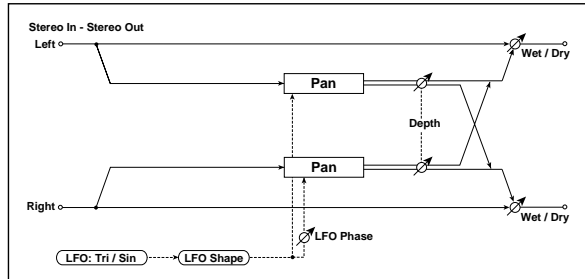 Stereo In - Stereo Out
Left
Wet / Dry
Pan
Depth
Pan
Right
Wet / Dry
LFO Phase
LFO: Tri / Sin
LFO Shape